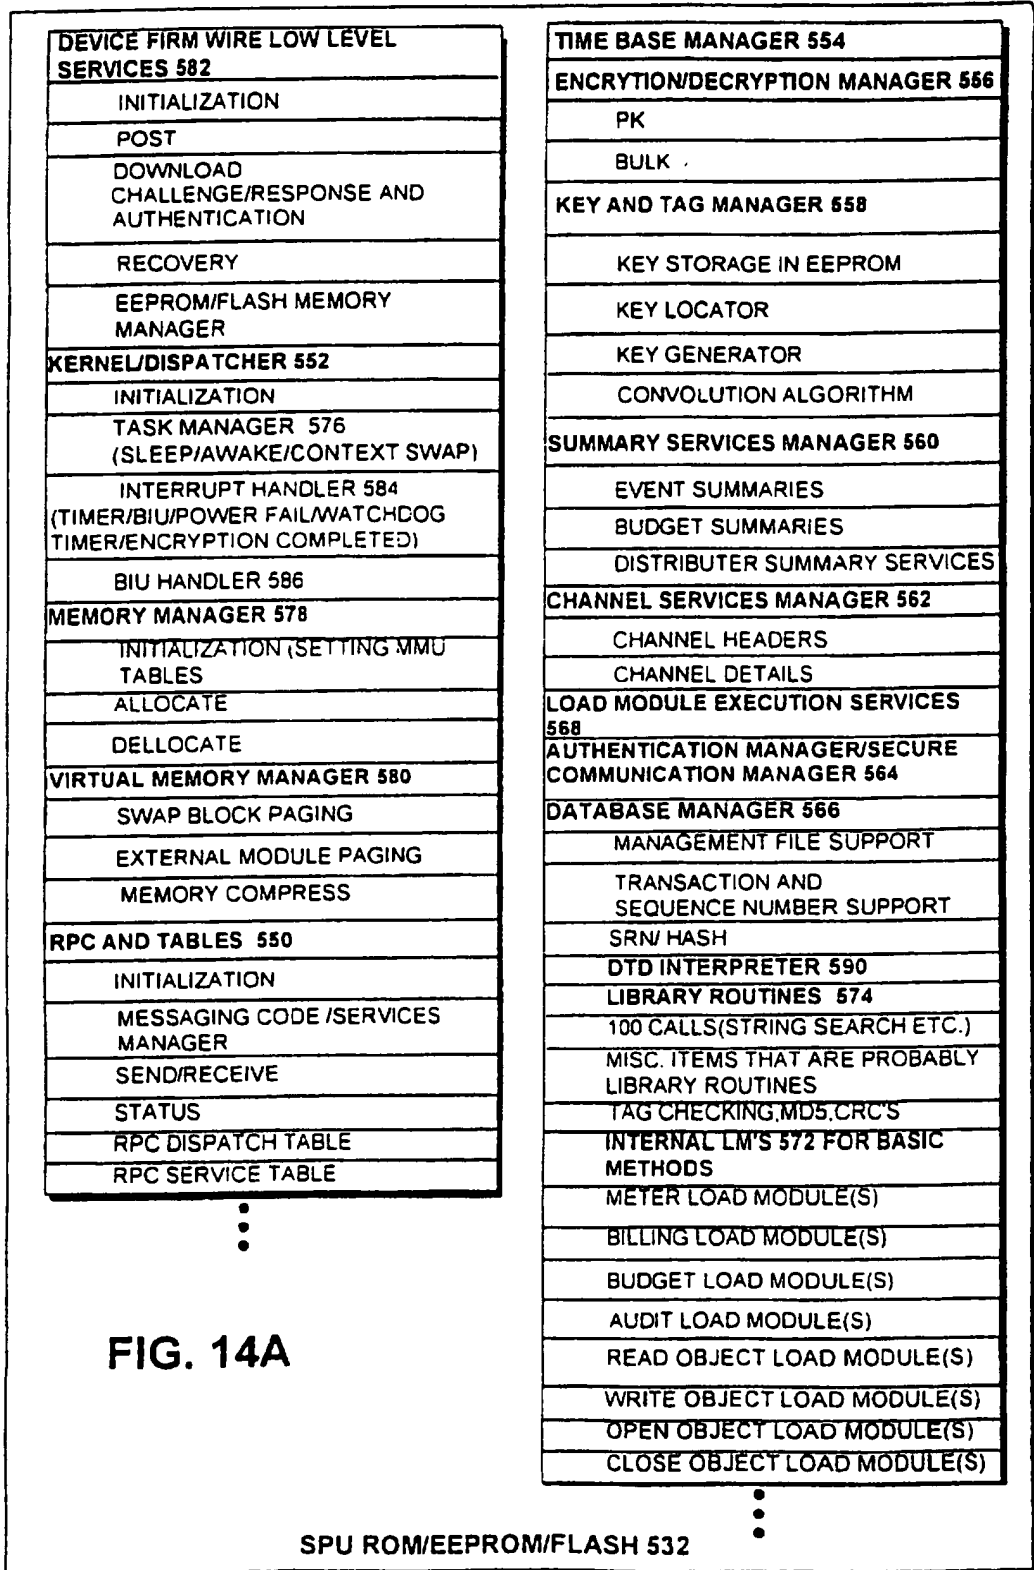 DEVICE FIRM WIRE LOW LEVEL
SERVICES 582
INITIALIZATION
POST
DOWNLOAD
CHALLENGE/RESPONSE AND
AUTHENTICATION
RECOVERY
EEPROM/FLASH MEMORY
MANAGER
KERNEL/DISPATCHER 552
INITIALIZATION
TASK MANAGER 576
(SLEEP/AWAKE/CONTEXT SWAP)
INTERRUPT HANDLER 584
(TIMER/BIU/POWER FAIL/WATCHDOG
TIMER/ENCRYPTION COMPLETED)
BIU HANDLER 586
MEMORY MANAGER 578
INITIALIZATION (SETTING MMU
TABLES
ALLOCATE
DELLOCATE
VIRTUAL MEMORY MANAGER 580
SWAP BLOCK PAGING
EXTERNAL MODULE PAGING
MEMORY COMPRESS
RPC AND TABLES 550
INITIALIZATION
MESSAGING CODE /SERVICES
MANAGER
SEND/RECEIVE
STATUS
RPC DISPATCH TABLE
RPC SERVICE TABLE
TIME BASE MANAGER 554
ENCRYTION/DECRYPTION MANAGER 556
PK
BULK
KEY AND TAG MANAGER 558
KEY STORAGE IN EEPROM
KEY LOCATOR
KEY GENERATOR
CONVOLUTION ALGORITHM
SUMMARY SERVICES MANAGER 560
EVENT SUMMARIES
BUDGET SUMMARIES
DISTRIBUTER SUMMARY SERVICES
CHANNEL SERVICES MANAGER 562
CHANNEL HEADERS
CHANNEL DETAILS
LOAD MODULE EXECUTION SERVICES
568
AUTHENTICATION MANAGER/SECURE
COMMUNICATION MANAGER 564
DATABASE MANAGER 566
MANAGEMENT FILE SUPPORT
TRANSACTION AND
SEQUENCE NUMBER SUPPORT
SRN/ HASH
DTD INTERPRETER 590
LIBRARY ROUTINES 574
100 CALLS(STRING SEARCH ETC.)
MISC. ITEMS THAT ARE PROBABLY
LIBRARY ROUTINES
TAG CHECKING,MD5,CRC'S
INTERNAL LM'S 572 FOR BASIC
METHODS
METER LOAD MODULE(S)
BILLING LOAD MODULE(S)
BUDGET LOAD MODULE(S)
AUDIT LOAD MODULE(S)
READ OBJECT LOAD MODULE(S)
WRITE OBJECT LOAD MODULE(S)
OPEN OBJECT LOAD MODULE(S)
CLOSE OBJECT LOAD MODULE(S)
FIG. 14A
SPU ROM/EEPROM/FLASH 532